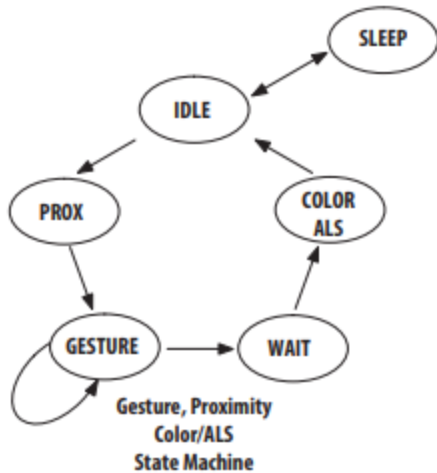 SLEEP
IDLE
PROX
COLOR
ALS
GESTURE
WAIT
Gesture, Proximity
Color/ALS
State Machine